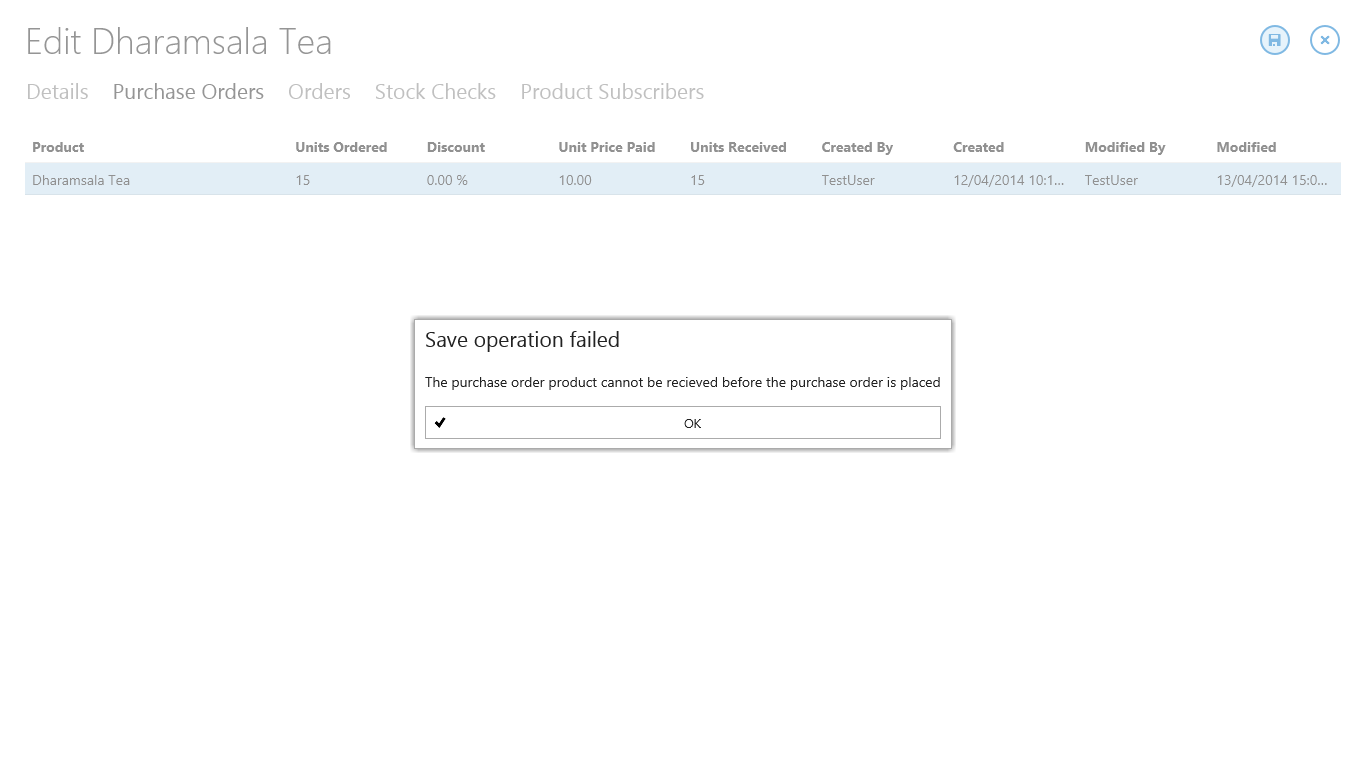 Edit Dharamsala Tea
Details Purchase Orders Orders Stock Checks Product Subscribers
Product Units Ordered Discount Unit Price Paid Units Received Created By Created Modified By Modified
Dharamsala Tea 15 0.00 % 10.00 15 TestUser 12/04/2014 10:1... TestUser 13/04/2014 15:0...
Save operation failed
The purchase order product cannot be recieved before the purchase order is placed
OK